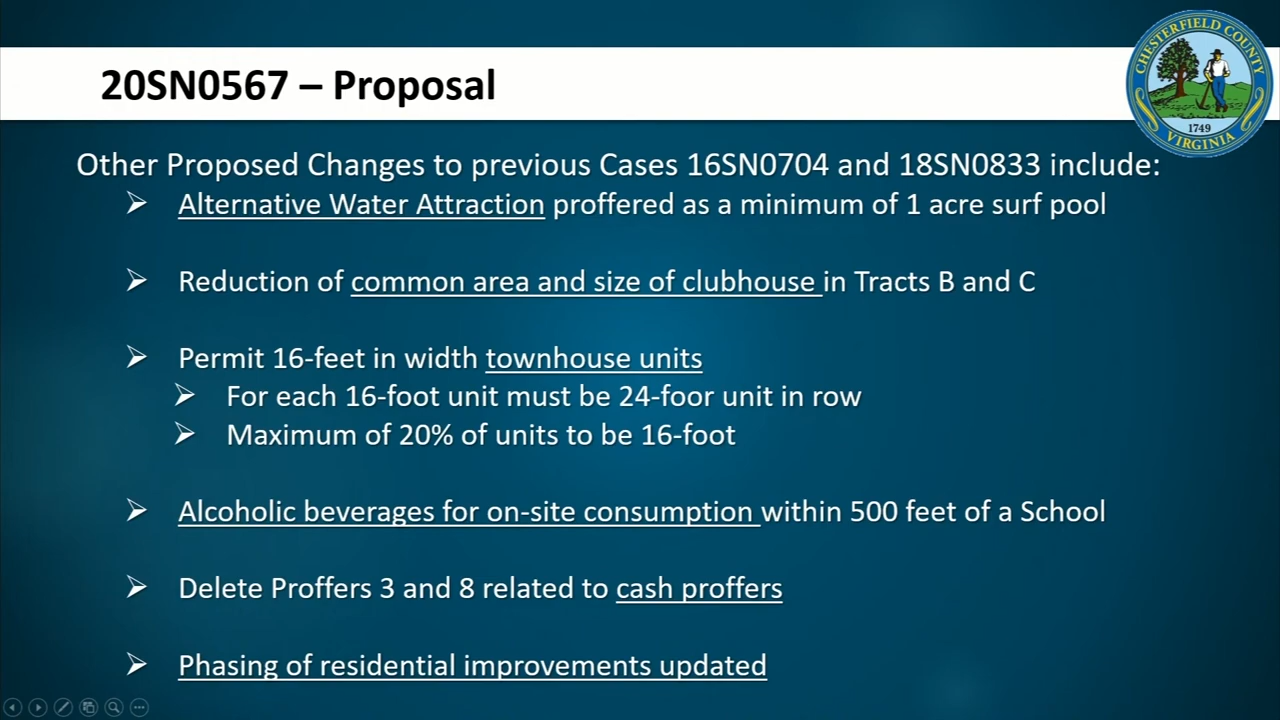 20SN0567 – Proposal
CHESTERFIELD COUNTY
1749
VIRGINIA
Other Proposed Changes to previous Cases 16SN0704 and 18SN0833 include:
Alternative Water Attraction proffered as a minimum of 1 acre surf pool
Reduction of common area and size of clubhouse in Tracts B and C
Permit 16-feet in width townhouse units
For each 16-foot unit must be 24-foor unit in row
Maximum of 20% of units to be 16-foot
Alcoholic beverages for on-site consumption within 500 feet of a School
Delete Proffers 3 and 8 related to cash proffers
Phasing of residential improvements updated